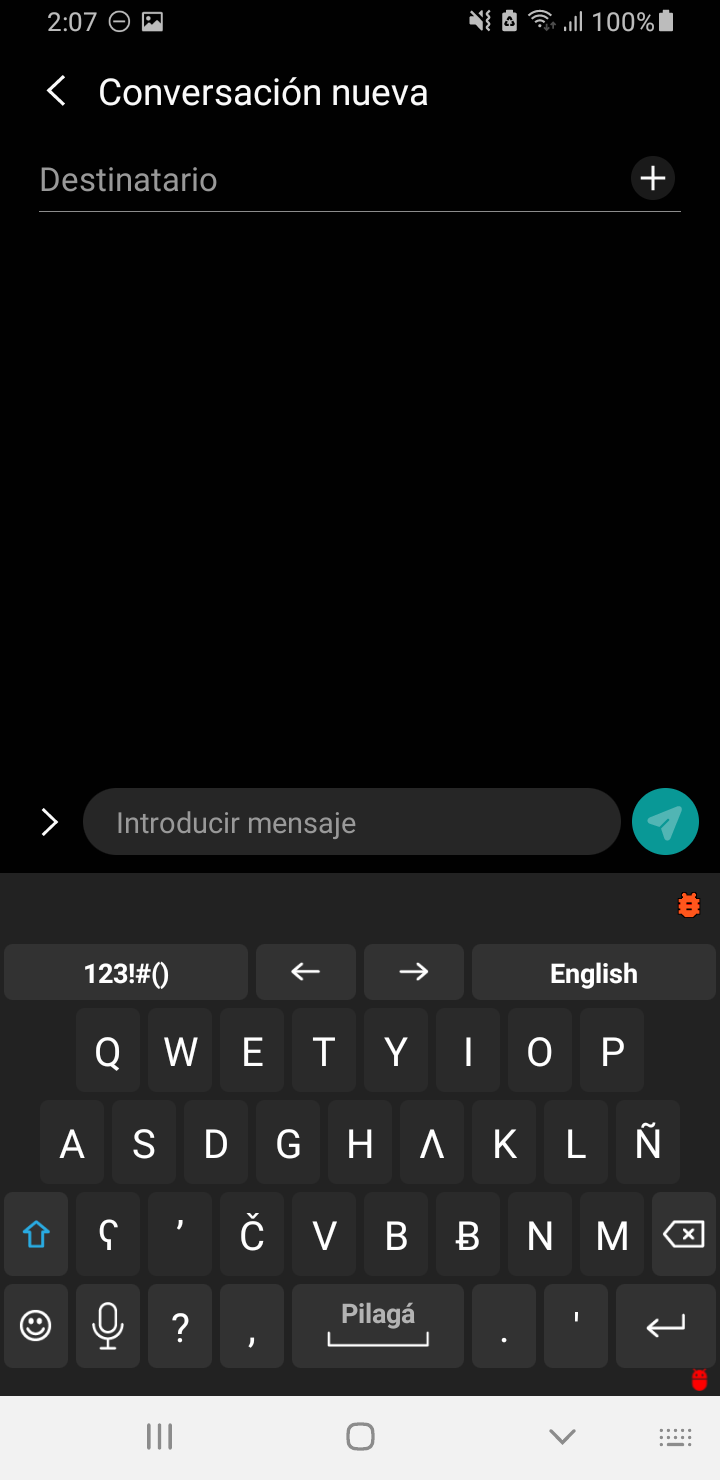 2:07 100%
Conversación nueva
Destinatario
Introducir mensaje
123!#() ← → English
Q W E T Y I O P
A S D G H Λ K L Ñ
ʕ ʼ Č V B Ƀ N M
? , Pilagá . '